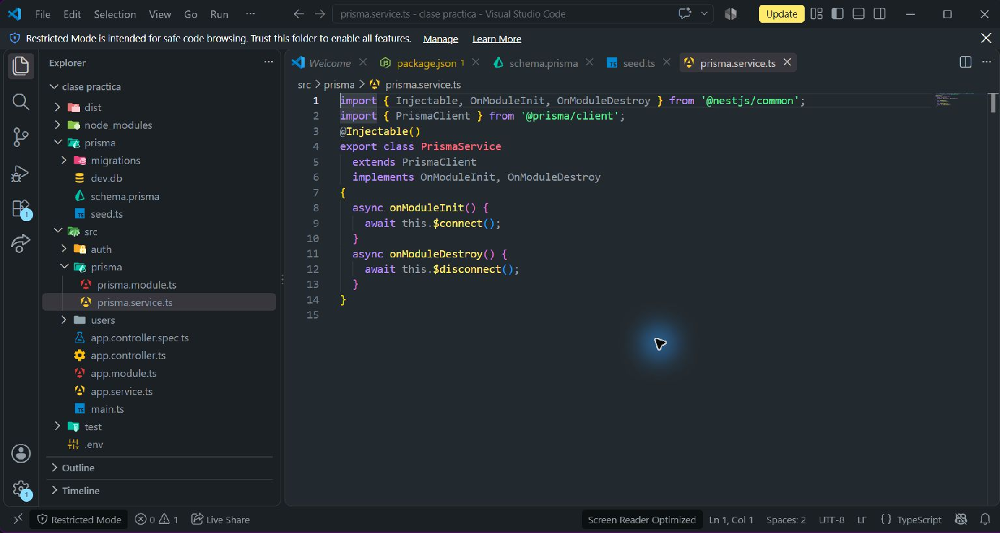 File Edit Selection View Go Run ··· prisma.service.ts - clase practica - Visual Studio Code Update
Restricted Mode is intended for safe code browsing. Trust this folder to enable all features. Manage Learn More
Explorer ···
clase practica
dist
node_modules
prisma
migrations
dev.db
schema.prisma
seed.ts
src
auth
prisma
prisma.module.ts
prisma.service.ts
users
app.controller.spec.ts
app.controller.ts
app.module.ts
app.service.ts
main.ts
test
.env
Outline
Timeline
1
1
Welcome package.json 1 schema.prisma TS seed.ts prisma.service.ts ···
src > prisma > prisma.service.ts
1 import { Injectable, OnModuleInit, OnModuleDestroy } from '@nestjs/common';
2 import { PrismaClient } from '@prisma/client';
3 @Injectable()
4 export class PrismaService
5 extends PrismaClient
6 implements OnModuleInit, OnModuleDestroy
7 {
8 async onModuleInit() {
9 await this.$connect();
10 }
11 async onModuleDestroy() {
12 await this.$disconnect();
13 }
14 }
15
Restricted Mode 0 1 Live Share Screen Reader Optimized Ln 1, Col 1 Spaces: 2 UTF-8 LF {} TypeScript